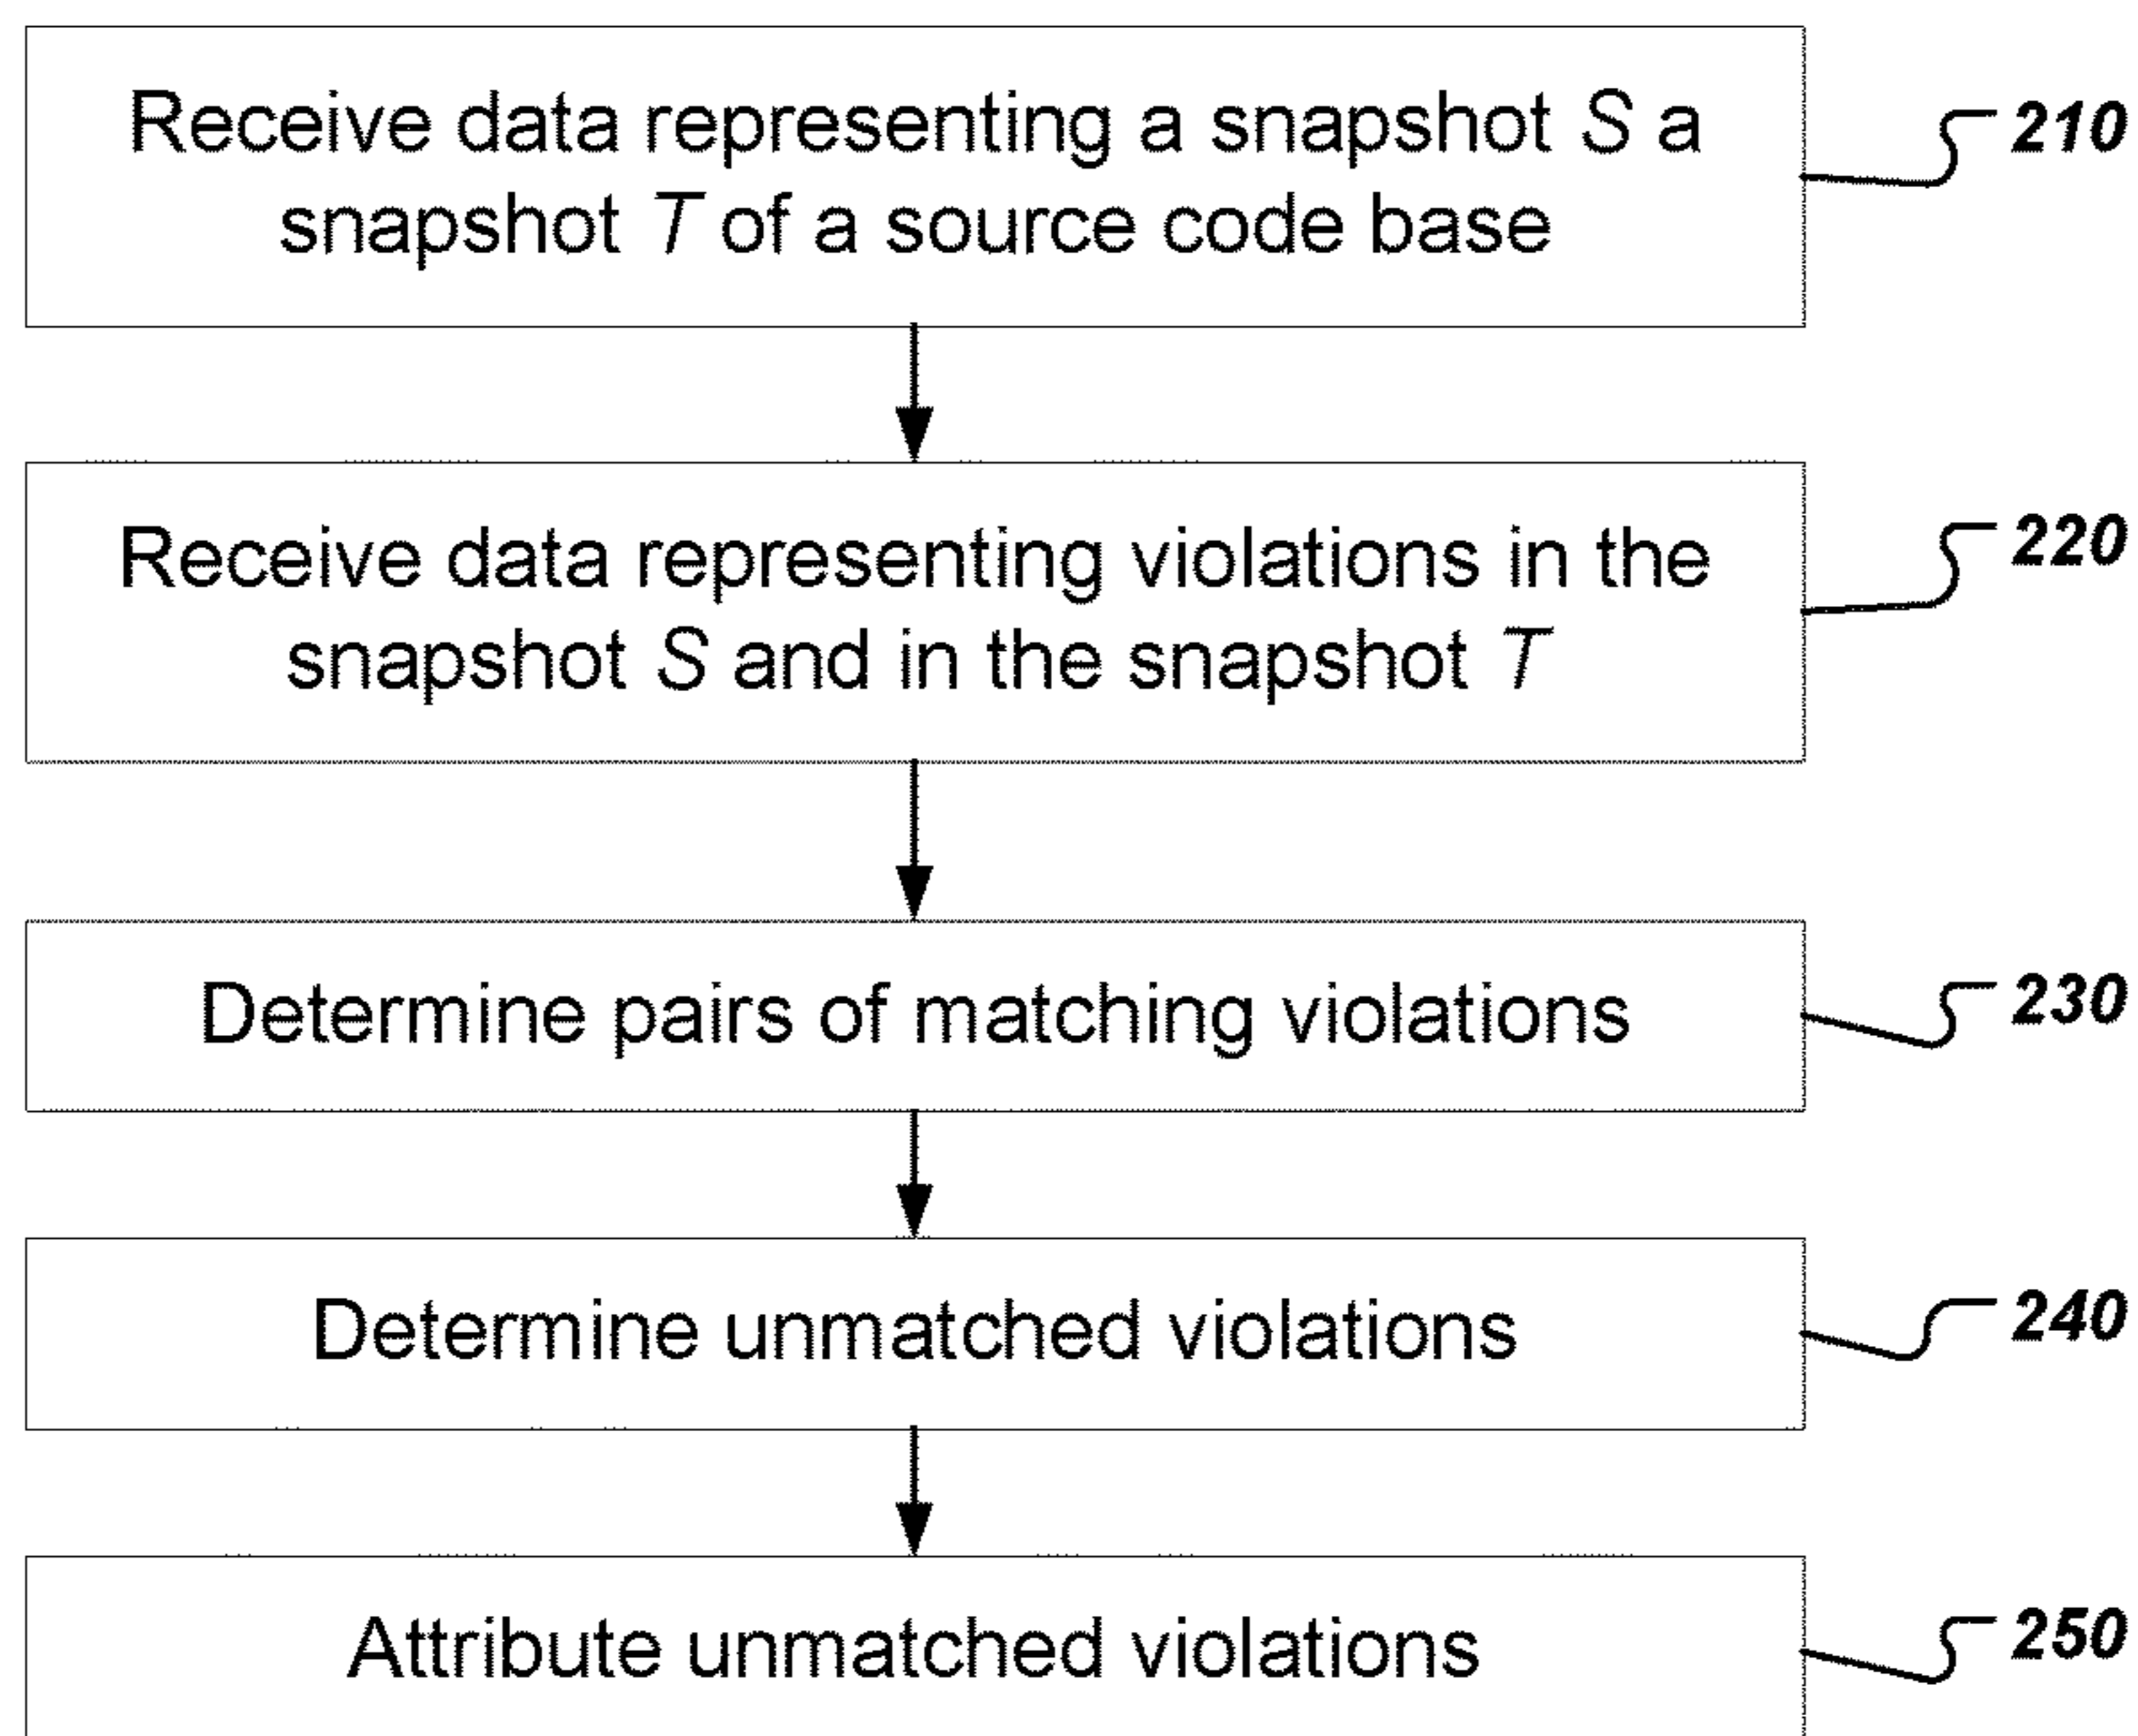 Receive data representing a snapshot S a
snapshot T of a source code base
210
Receive data representing violations in the
snapshot S and in the snapshot T
220
Determine pairs of matching violations
230
Determine unmatched violations
240
Attribute unmatched violations
250